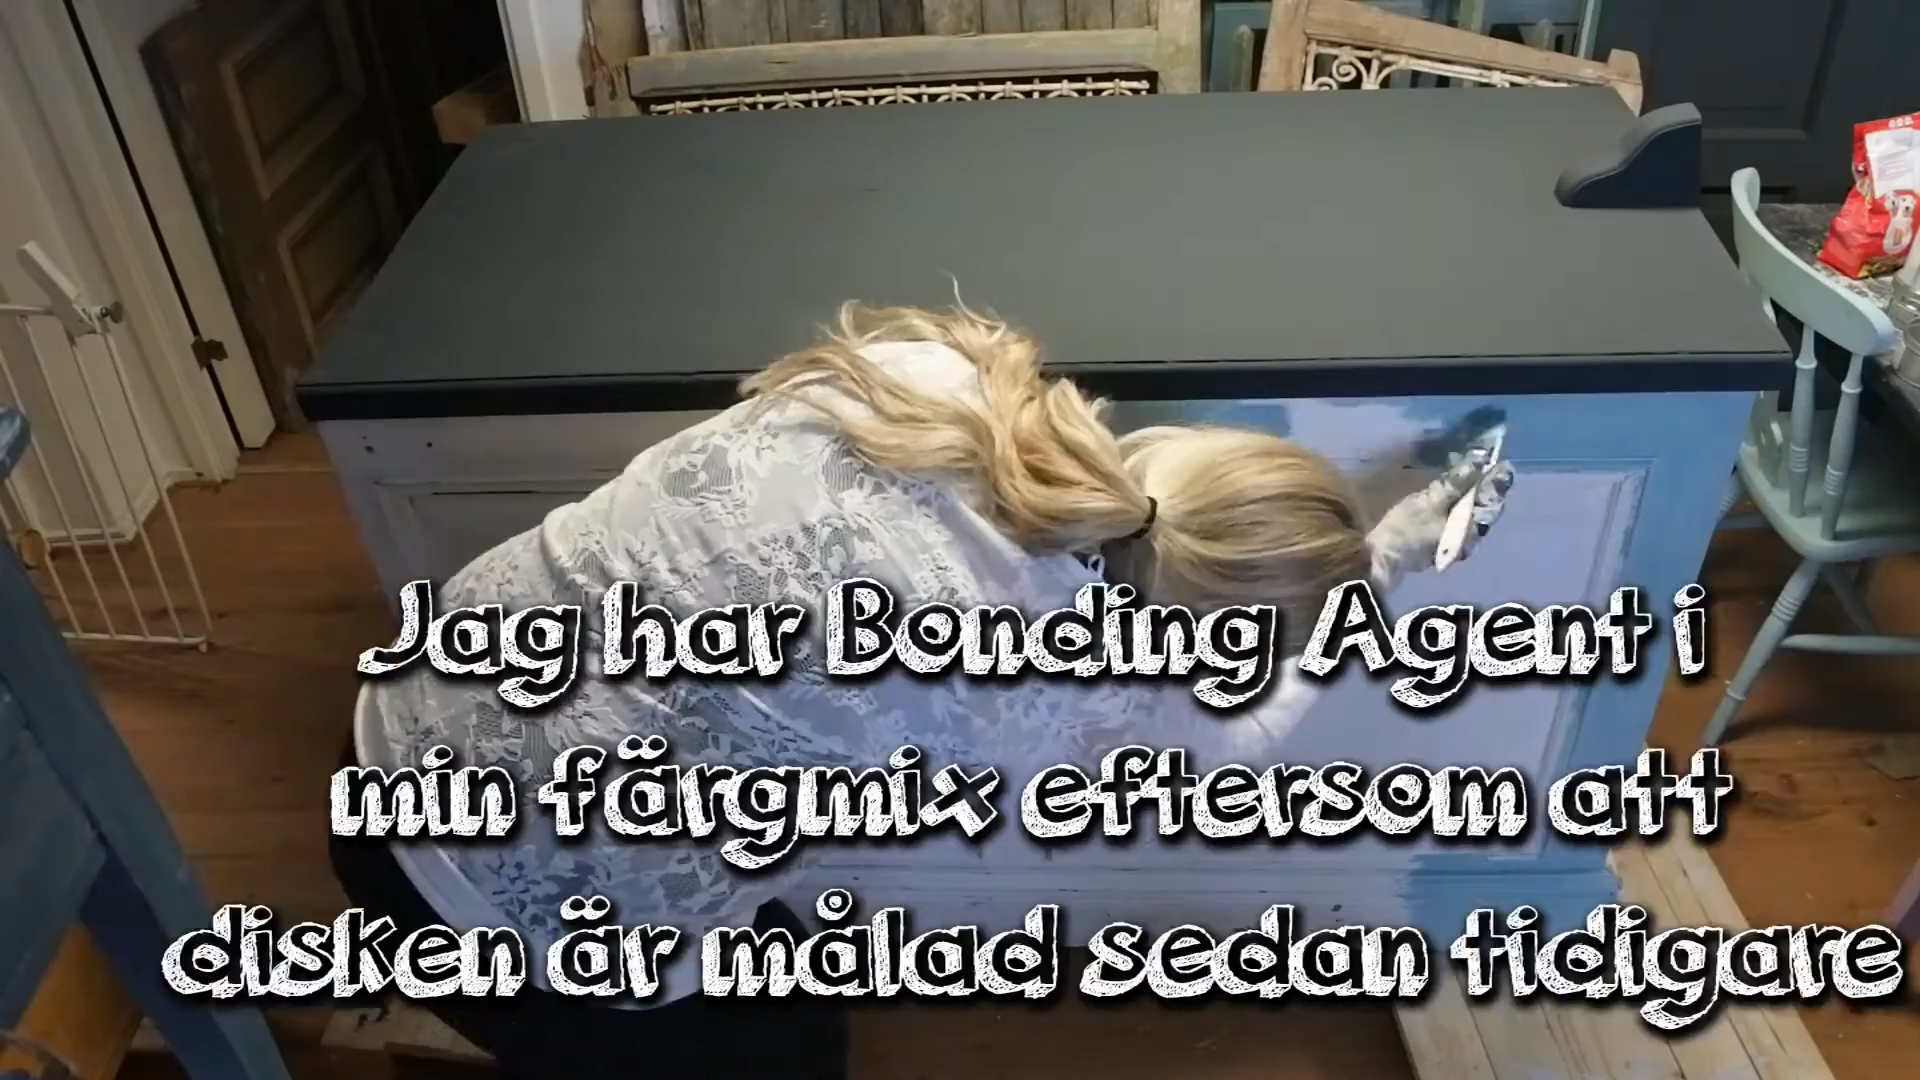 Jag har Bonding Agent i
min färgmix eftersom att
disken är målad sedan tidigare